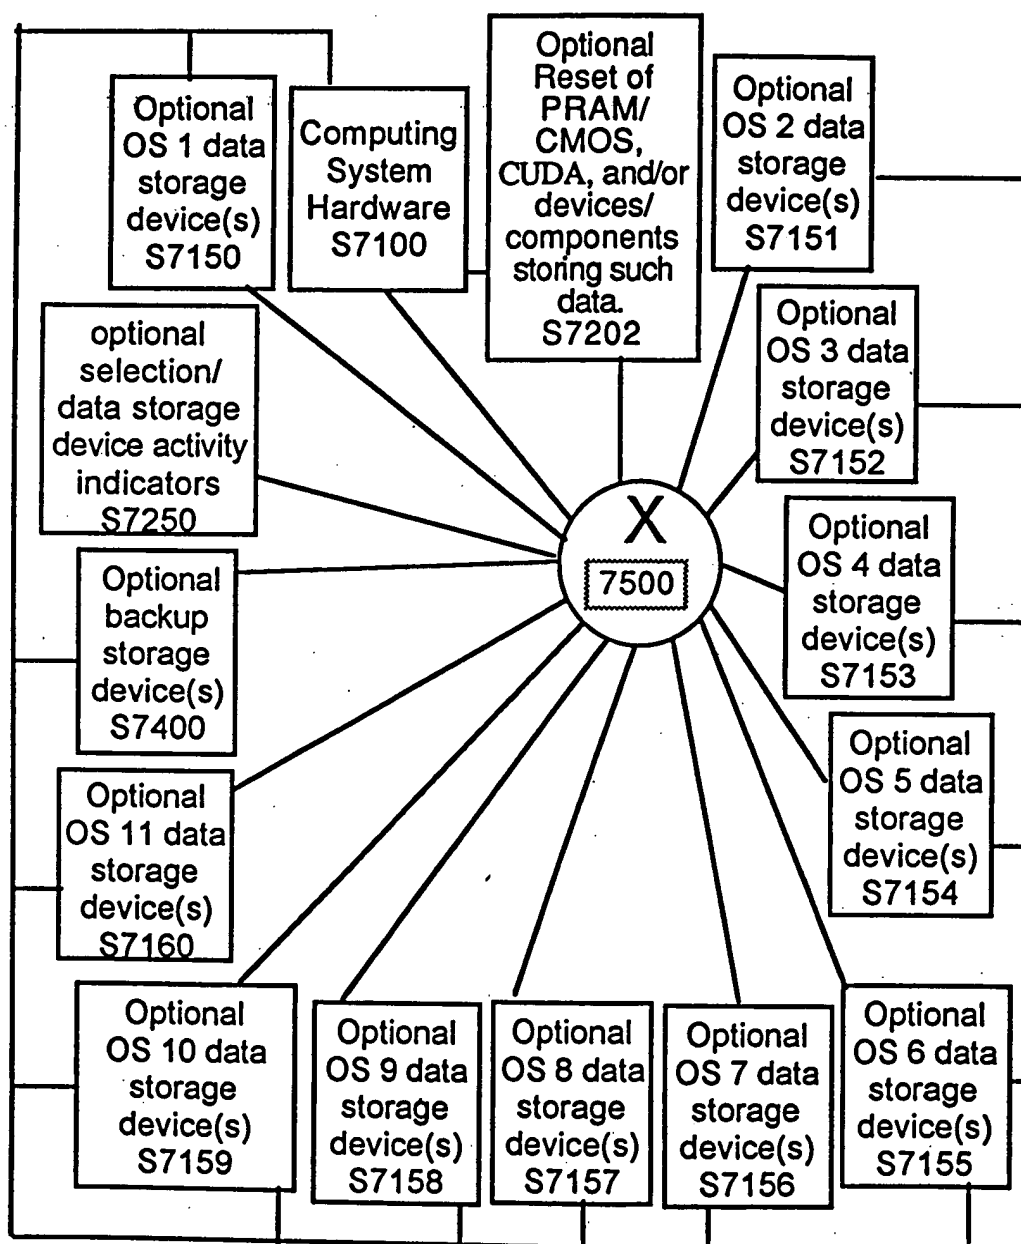 Optional
OS 1 data
storage
device(s)
S7150
Computing
System
Hardware
S7100
Optional
Reset of
PRAM/
CMOS,
CUDA, and/or
devices/
components
storing such
data.
S7202
Optional
OS 2 data
storage
device(s)
S7151
Optional
OS 3 data
storage
device(s)
S7152
optional
selection/
data storage
device activity
indicators
S7250
X
7500
Optional
OS 4 data
storage
device(s)
S7153
Optional
backup
storage
device(s)
S7400
Optional
OS 5 data
storage
device(s)
S7154
Optional
OS 11 data
storage
device(s)
S7160
Optional
OS 10 data
storage
device(s)
S7159
Optional
OS 9 data
storage
device(s)
S7158
Optional
OS 8 data
storage
device(s)
S7157
Optional
OS 7 data
storage
device(s)
S7156
Optional
OS 6 data
storage
device(s)
S7155